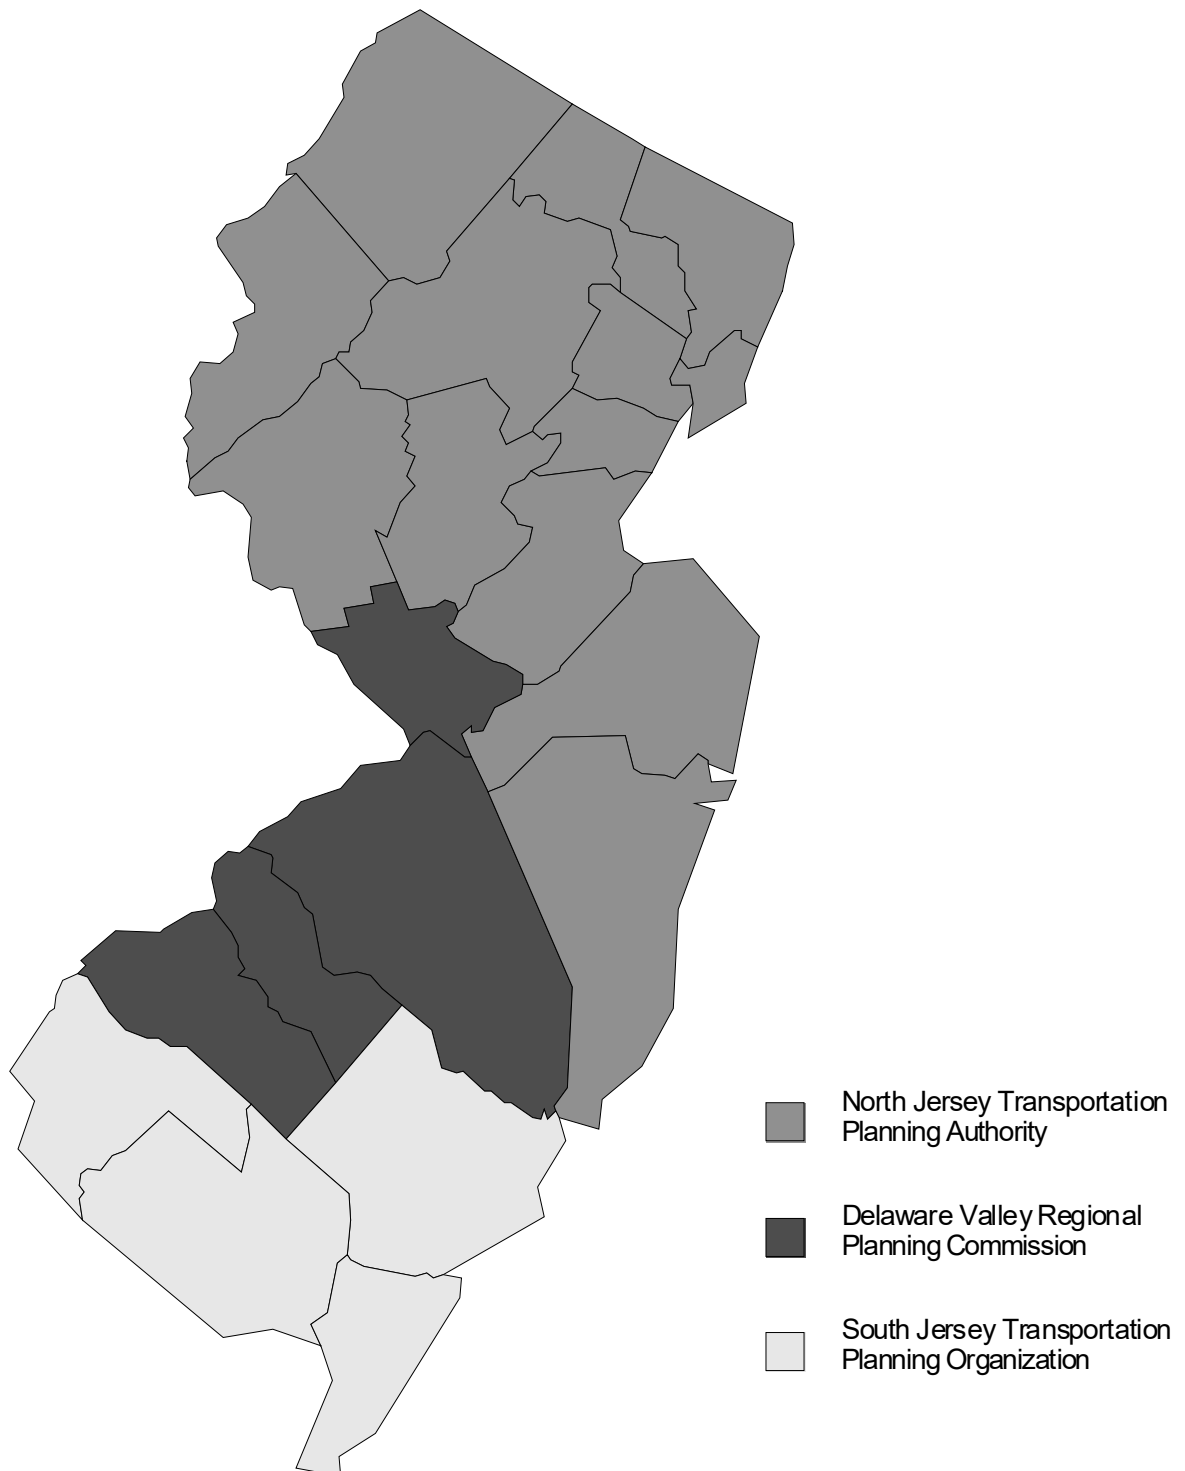 North Jersey Transportation
Planning Authority
Delaware Valley Regional
Planning Commission
South Jersey Transportation
Planning Organization